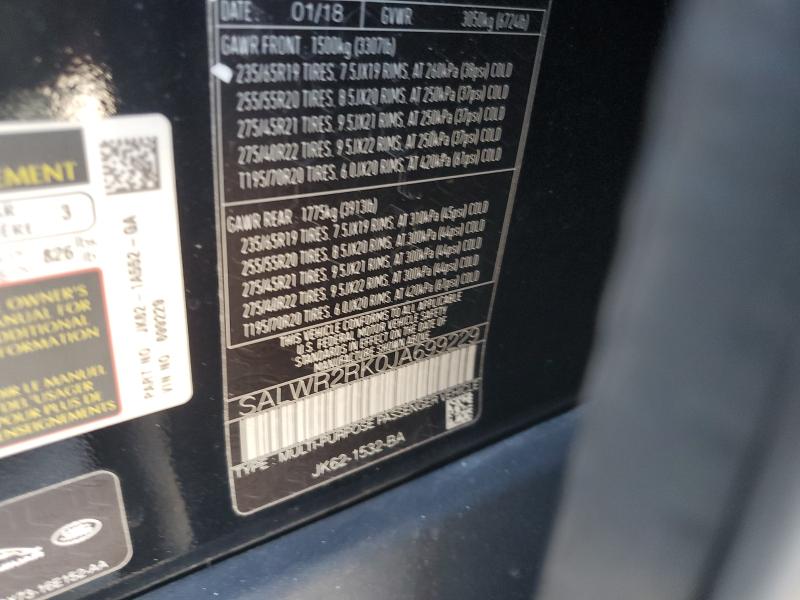 DATE: 01/18 GVWR 3050kg (6724lb)
GAWR FRONT 1500kg (3307lb)
235/65R19 TIRES, 7.5JX19 RIMS, AT 260kPa (38psi) COLD
255/55R20 TIRES, 8.5JX20 RIMS, AT 250kPa (37psi) COLD
275/45R21 TIRES, 9.5JX21 RIMS, AT 250kPa (37psi) COLD
275/40R22 TIRES, 9.5JX22 RIMS, AT 250kPa (37psi) COLD
T195/70R20 TIRES, 6.0JX20 RIMS, AT 420kPa (61psi) COLD
GAWR REAR 1775kg (3913lb)
235/65R19 TIRES, 7.5JX19 RIMS, AT 310kPa (45psi) COLD
255/55R20 TIRES, 8.5JX20 RIMS, AT 300kPa (44psi) COLD
275/45R21 TIRES, 9.5JX21 RIMS, AT 300kPa (44psi) COLD
275/40R22 TIRES, 9.5JX22 RIMS, AT 300kPa (44psi) COLD
T195/70R20 TIRES, 6.0JX20 RIMS, AT 420kPa (61psi) COLD
THIS VEHICLE CONFORMS TO ALL APPLICABLE
U.S. FEDERAL MOTOR VEHICLE SAFETY
STANDARDS IN EFFECT ON THE DATE OF
MANUFACTURE SHOWN ABOVE
SALWR2RK0JA699229
TYPE: MULTI-PURPOSE PASSENGER VEHICLE
JK62-1532-BA
EMENT
3
826
OWNER'S
MANUAL FOR
ADDITIONAL
FORMATION
LE MANUEL
L'USAGER
POUR PLUS DE
ENSEIGNEMENTS
PART NO JK62-1A552-GA
VIN NO 699229